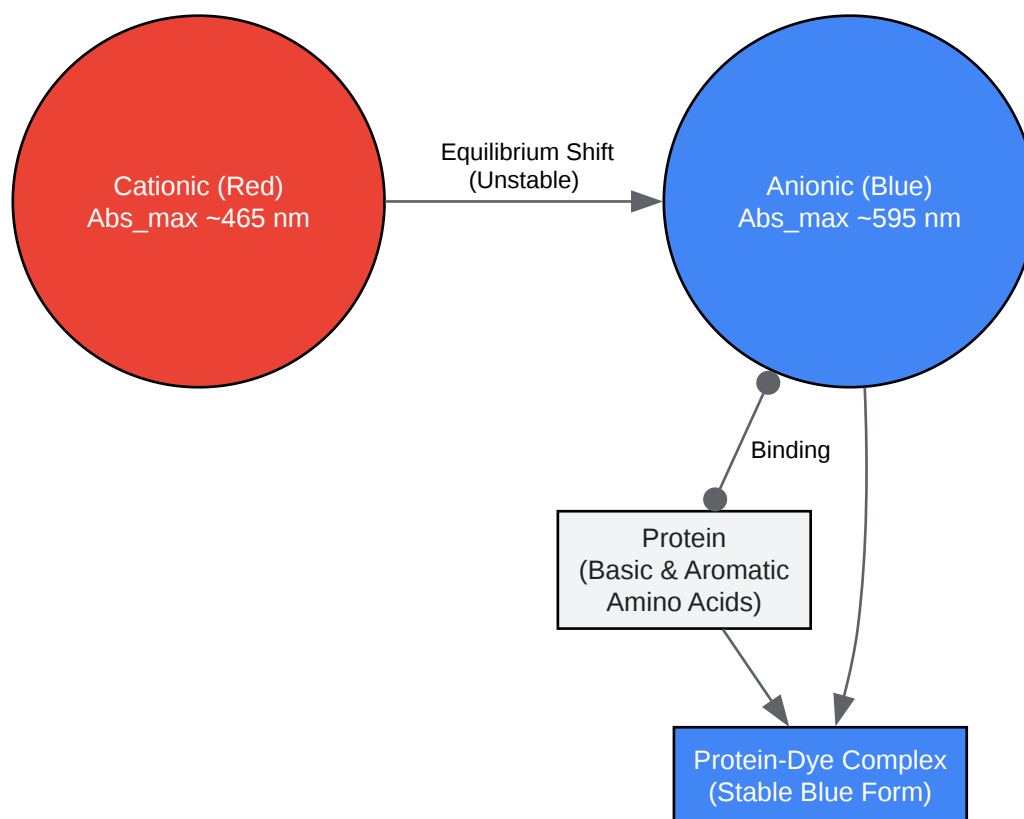 Cationic (Red)
Abs_max ~465 nm
Equilibrium Shift
(Unstable)
Anionic (Blue)
Abs_max ~595 nm
Binding
Protein
(Basic & Aromatic
Amino Acids)
Protein-Dye Complex
(Stable Blue Form)